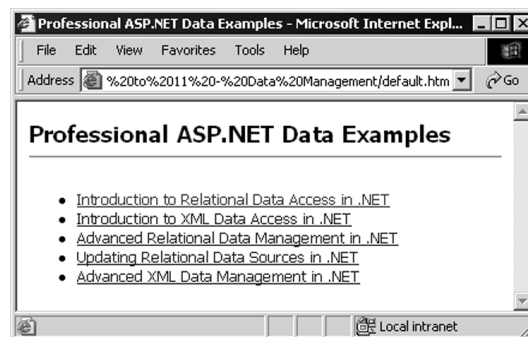 Professional ASP.NET Data Examples - Microsoft Internet Expl...
File Edit View Favorites Tools Help
Address %20to%2011%20-%20Data%20Management/default.htm Go
Professional ASP.NET Data Examples
Introduction to Relational Data Access in .NET
Introduction to XML Data Access in .NET
Advanced Relational Data Management in .NET
Updating Relational Data Sources in .NET
Advanced XML Data Management in .NET
Local intranet